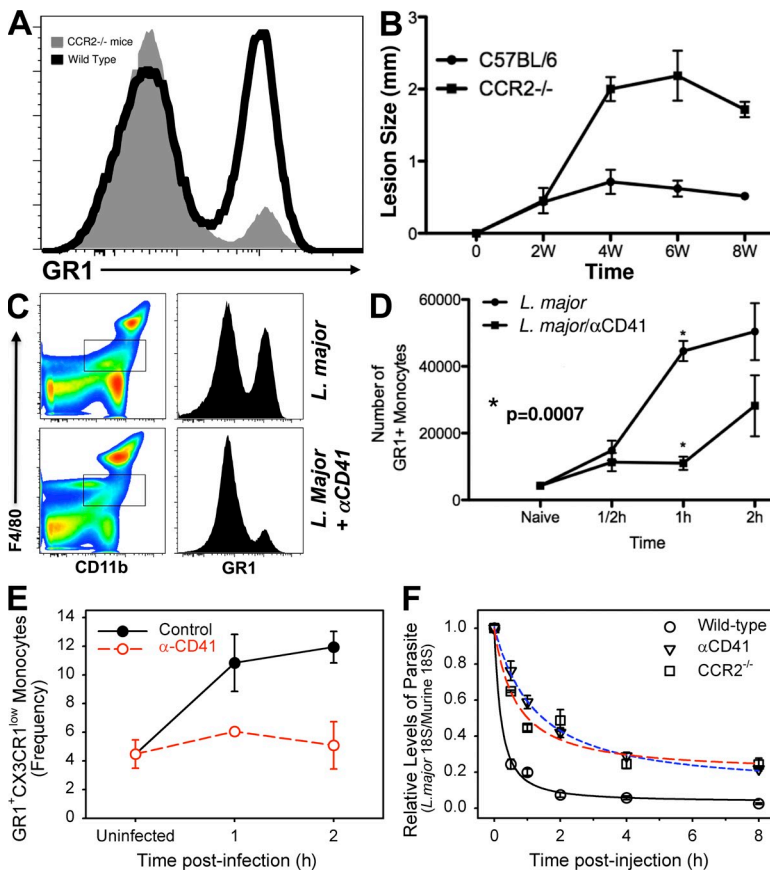 A
CCR2-/- mice
Wild Type
GR1
B
Lesion Size (mm)
3
2
1
0
C57BL/6
CCR2-/-
0
2W
4W
6W
8W
Time
C
F4/80
CD11b
GR1
L. major
L. Major
+ αCD41
D
Number of
GR1+ Monocytes
60000
40000
20000
0
L. major
L. major/αCD41
*
*
* p=0.0007
Naive
1/2h
1h
2h
Time
E
GR1+CX3CR1low Monocytes
(Frequency)
14
12
10
8
6
4
2
0
Control
α-CD41
Uninfected
1
2
Time post-infection (h)
F
Relative Levels of Parasite
(L.major 18S/Murine 18S)
1.0
0.8
0.6
0.4
0.2
0.0
Wild-type
αCD41
CCR2-/-
0
2
4
6
8
Time post-injection (h)